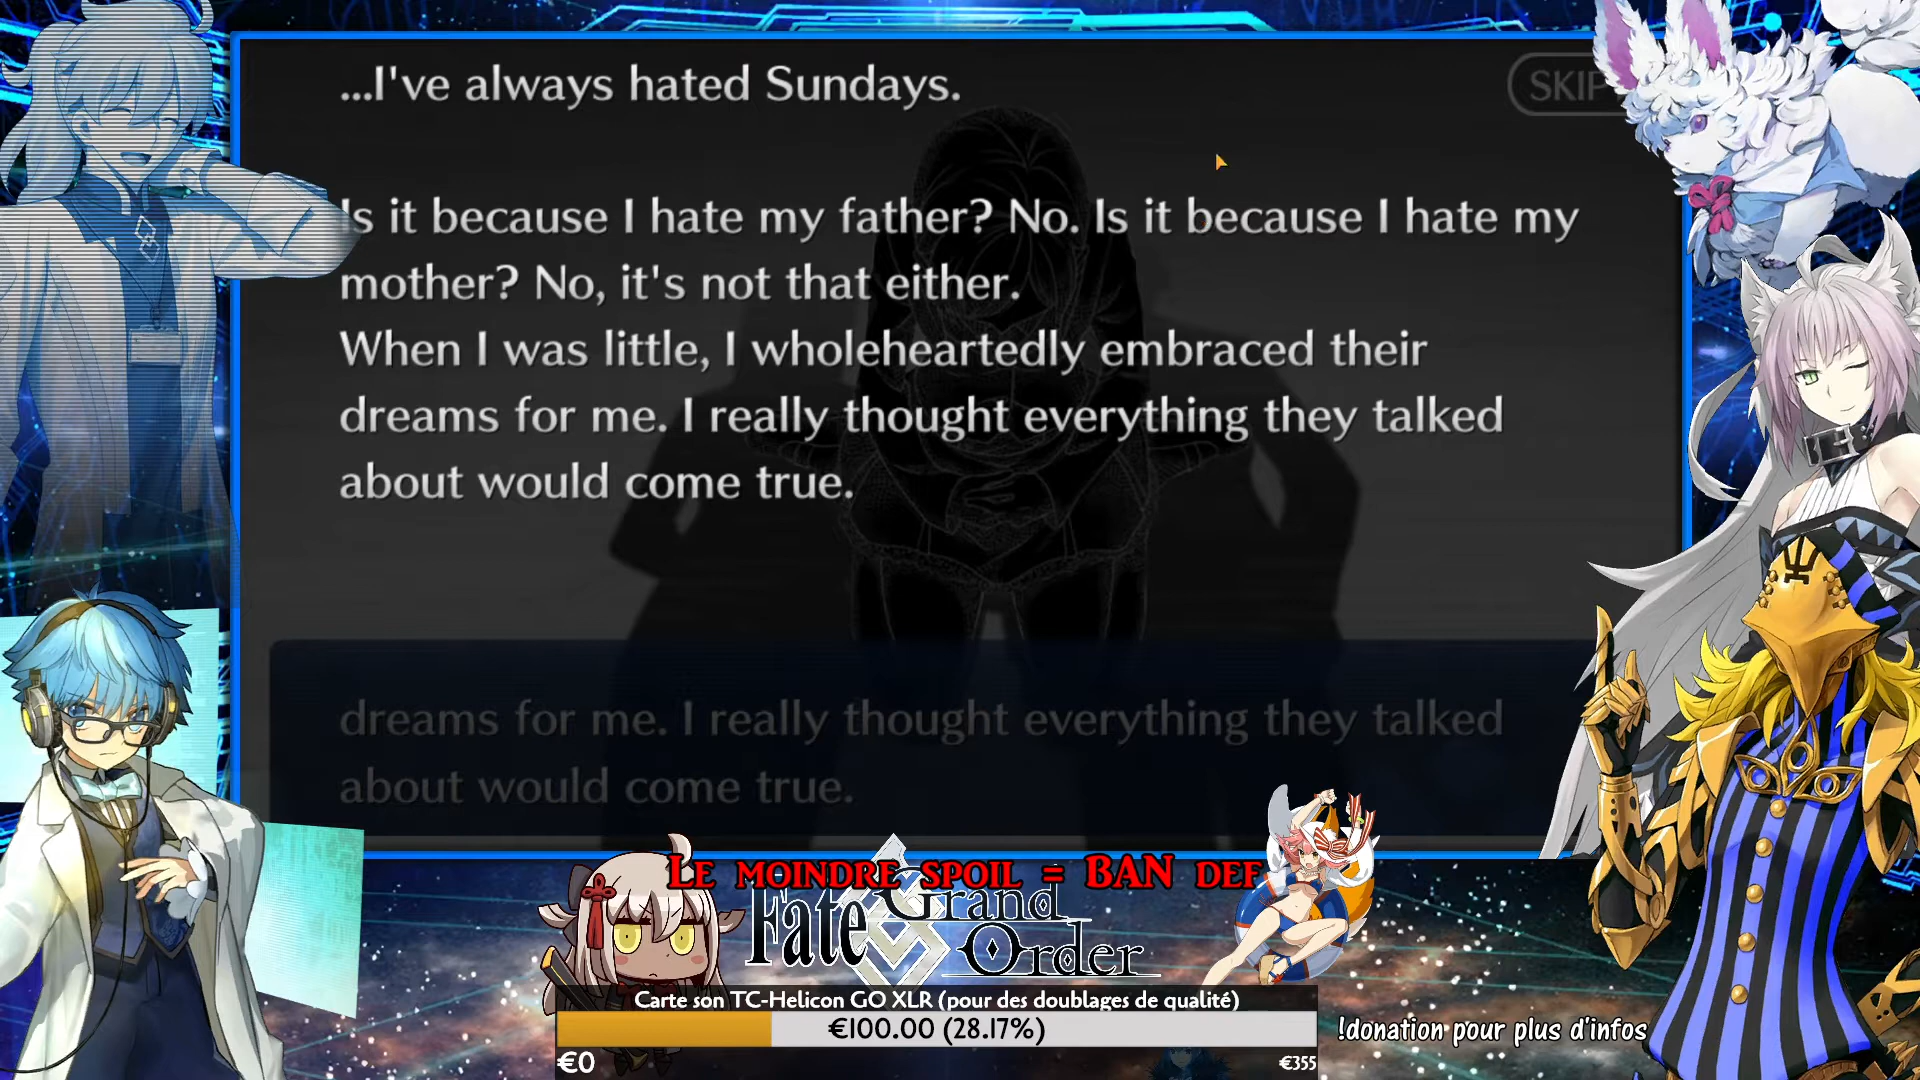 ...I've always hated Sundays.
SKIP
Is it because I hate my father? No. Is it because I hate my
mother? No, it's not that either.
When I was little, I wholeheartedly embraced their
dreams for me. I really thought everything they talked
about would come true.
dreams for me. I really thought everything they talked
about would come true.
LE MOINDRE SPOIL = BAN DEF
Fate
Grand
Order
Carte son TC-Helicon GO XLR (pour des doublages de qualité)
€100.00 (28.17%)
€0
€355
!donation pour plus d'infos